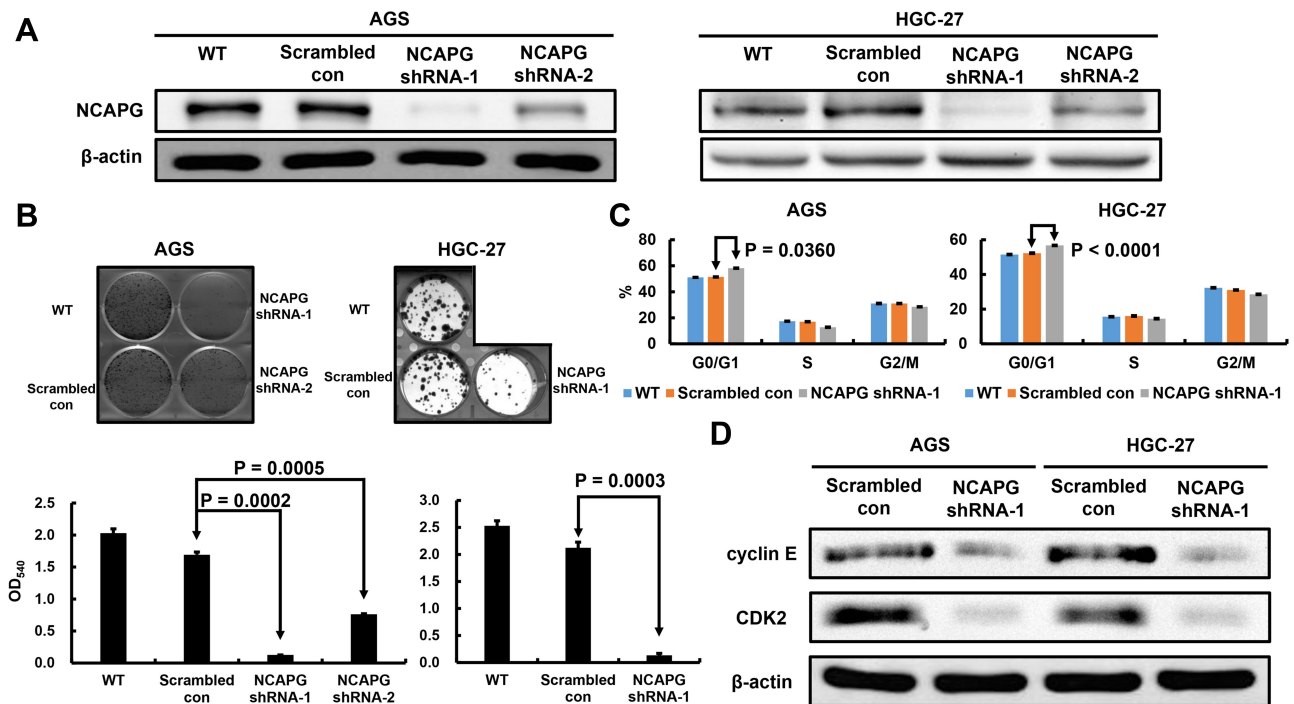 A
AGS
WT
Scrambled
con
NCAPG
shRNA-1
NCAPG
shRNA-2
NCAPG
β-actin
HGC-27
WT
Scrambled
con
NCAPG
shRNA-1
NCAPG
shRNA-2
B
AGS
WT
NCAPG
shRNA-1
Scrambled
con
NCAPG
shRNA-2
HGC-27
WT
Scrambled
con
NCAPG
shRNA-1
P = 0.0005
P = 0.0002
OD540
2.5
2.0
1.5
1.0
0.5
0.0
WT
Scrambled
con
NCAPG
shRNA-1
NCAPG
shRNA-2
P = 0.0003
3.0
2.5
2.0
1.5
1.0
0.5
0.0
WT
Scrambled
con
NCAPG
shRNA-1
C
AGS
P = 0.0360
%
80
60
40
20
0
G0/G1 S G2/M
WT Scrambled con NCAPG shRNA-1
HGC-27
P < 0.0001
60
40
20
0
G0/G1 S G2/M
WT Scrambled con NCAPG shRNA-1
D
AGS HGC-27
Scrambled
con
NCAPG
shRNA-1
Scrambled
con
NCAPG
shRNA-1
cyclin E
CDK2
β-actin